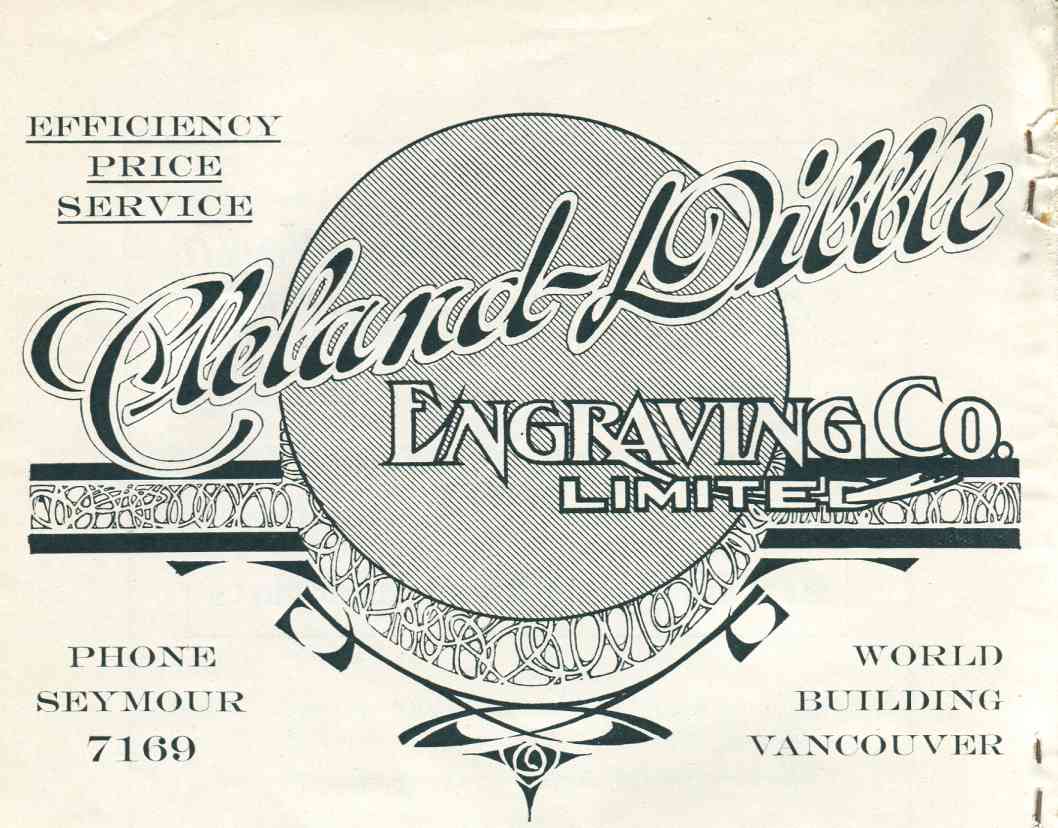 EFFICIENCY
PRICE
SERVICE
Cleland-Dibble
ENGRAVING CO.
LIMITED
PHONE
SEYMOUR
7169
WORLD
BUILDING
VANCOUVER